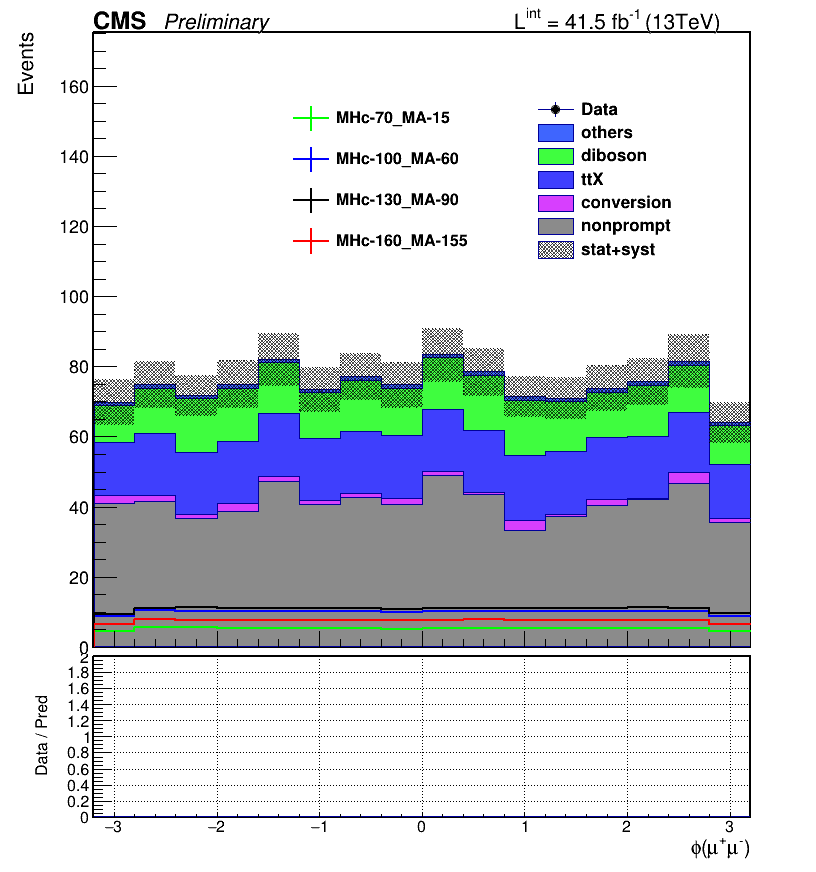 CMS Preliminary L^int = 41.5 fb^-1 (13TeV)
Events
160
140
120
100
80
60
40
20
0
MHc-70_MA-15
MHc-100_MA-60
MHc-130_MA-90
MHc-160_MA-155
Data
others
diboson
ttX
conversion
nonprompt
stat+syst
Data / Pred
2
1.8
1.6
1.4
1.2
1
0.8
0.6
0.4
0.2
0
−3 −2 −1 0 1 2 3
ϕ(μ⁺μ⁻)